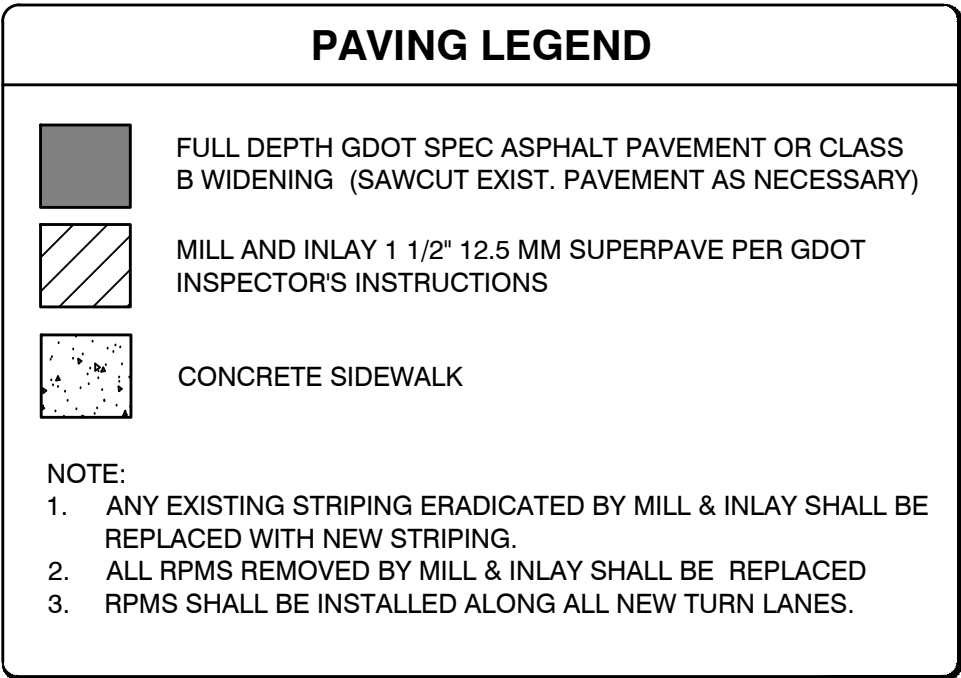 PAVING LEGEND
FULL DEPTH GDOT SPEC ASPHALT PAVEMENT OR CLASS
B WIDENING (SAWCUT EXIST. PAVEMENT AS NECESSARY)
MILL AND INLAY 1 1/2" 12.5 MM SUPERPAVE PER GDOT
INSPECTOR'S INSTRUCTIONS
CONCRETE SIDEWALK
NOTE:
1. ANY EXISTING STRIPING ERADICATED BY MILL & INLAY SHALL BE
REPLACED WITH NEW STRIPING.
2. ALL RPMS REMOVED BY MILL & INLAY SHALL BE REPLACED
3. RPMS SHALL BE INSTALLED ALONG ALL NEW TURN LANES.